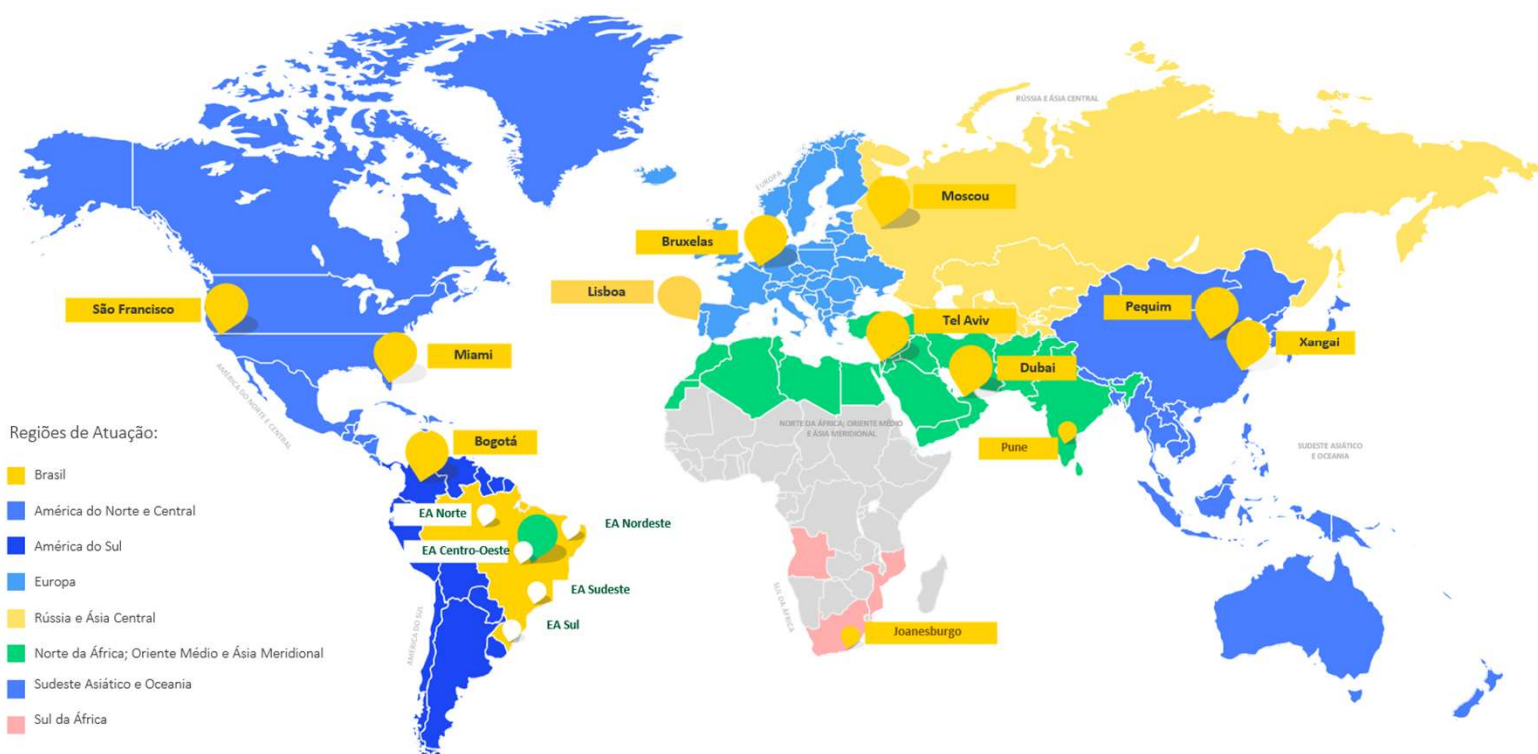 RÚSSIA E ÁSIA CENTRAL
EUROPA
Moscou
Bruxelas
Lisboa
São Francisco
Pequim
Tel Aviv
Xangai
Miami
Dubai
AMÉRICA DO NORTE E CENTRAL
NORTE DA ÁFRICA; ORIENTE MÉDIO
E ÁSIA MERIDIONAL
Bogotá
Pune
SUDESTE ASIÁTICO
E OCEANIA
EA Norte
EA Nordeste
EA Centro-Oeste
EA Sudeste
EA Sul
AMÉRICA DO SUL
SUL DA ÁFRICA
Joanesburgo
Regiões de Atuação:
Brasil
América do Norte e Central
América do Sul
Europa
Rússia e Ásia Central
Norte da África; Oriente Médio e Ásia Meridional
Sudeste Asiático e Oceania
Sul da África